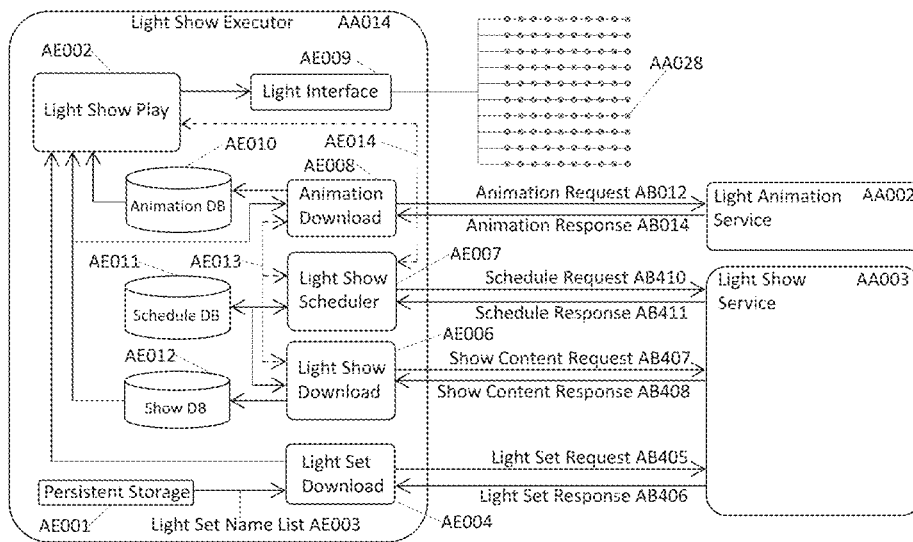 Light Show Executor AA014
AE002
AE009
Light Show Play
Light Interface
AA028
AE014
AE010
AE008
Animation DB
Animation
Download
Animation Request AB012
Animation Response AB014
Light Animation
Service
AA002
AE007
AE011
AE013
Schedule DB
Light Show
Scheduler
Schedule Request AB410
Schedule Response AB411
Light Show
Service
AA003
AE006
AE012
Show DB
Light Show
Download
Show Content Request AB407
Show Content Response AB408
Light Set
Download
Light Set Request AB405
Light Set Response AB406
Persistent Storage
AE001
Light Set Name List AE003
AE004